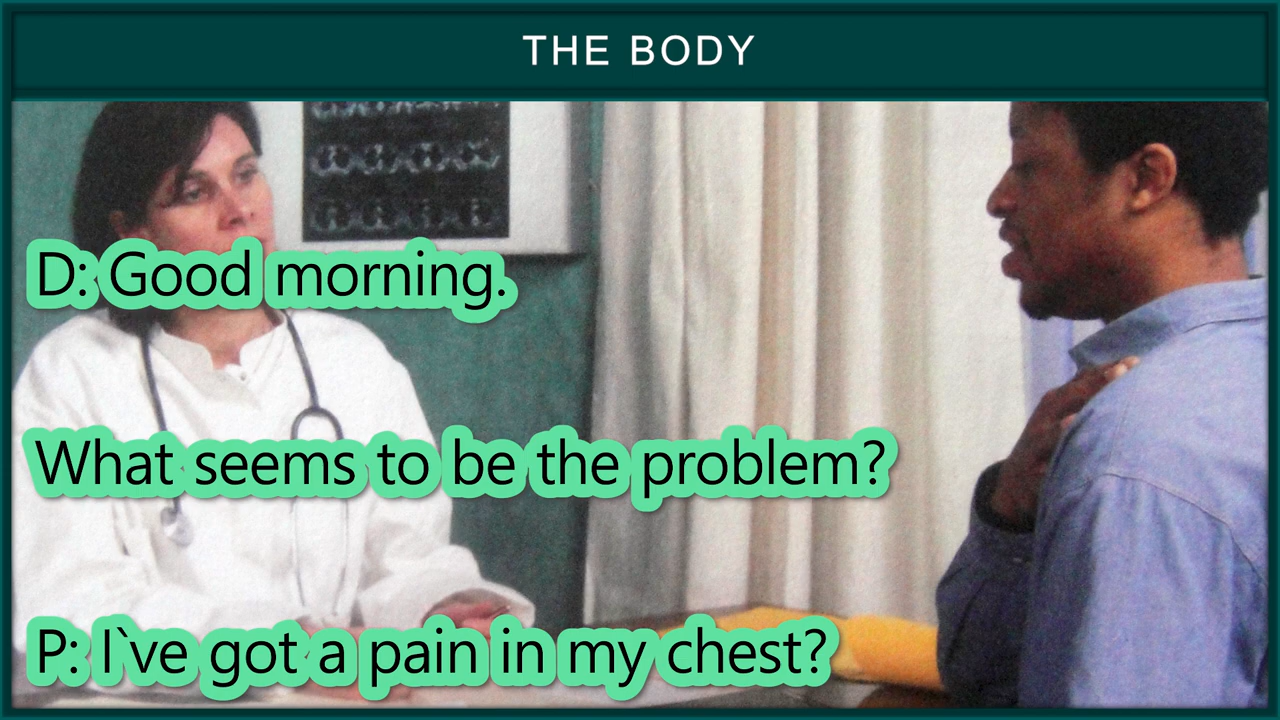 THE BODY
D: Good morning.
What seems to be the problem?
P: I`ve got a pain in my chest?